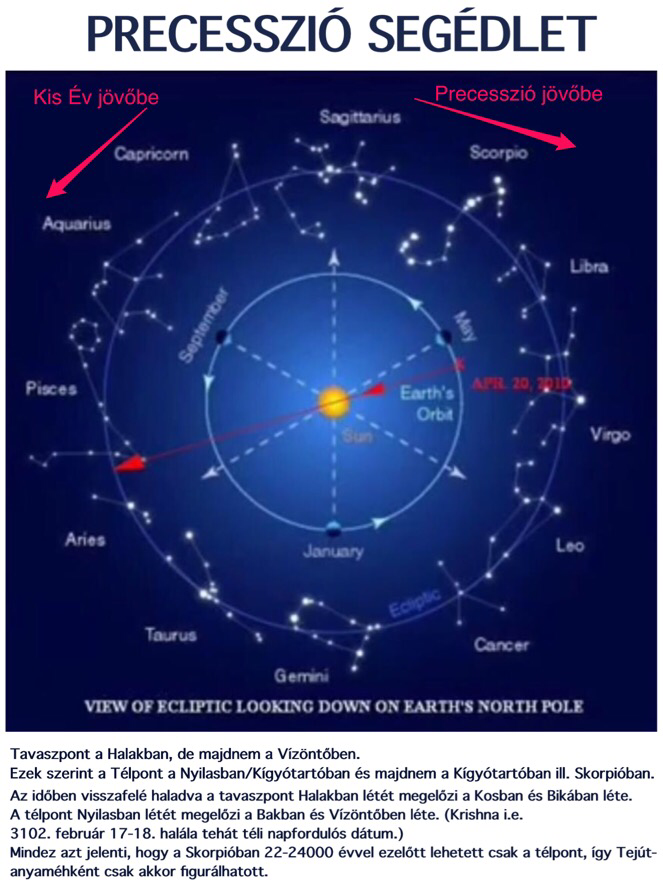 PRECESSZIÓ SEGÉDLET
Kis Év jövőbe
Precesszió jövőbe
Sagittarius
Capricorn
Scorpio
Aquarius
Libra
September
May
APR. 20, 2010
Pisces
Earth's
Orbit
Sun
Virgo
Aries
January
Leo
Ecliptic
Taurus
Cancer
Gemini
VIEW OF ECLIPTIC LOOKING DOWN ON EARTH'S NORTH POLE
Tavaszpont a Halakban, de majdnem a Vízöntőben.
Ezek szerint a Télpont a Nyilasban/Kígyótartóban és majdnem a Kígyótartóban ill. Skorpióban.
Az időben visszafelé haladva a tavaszpont Halakban létét megelőzi a Kosban és Bikában léte.
A télpont Nyilasban létét megelőzi a Bakban és Vízöntőben léte. (Krishna i.e.
3102. február 17-18. halála tehát téli napfordulós dátum.)
Mindez azt jelenti, hogy a Skorpióban 22-24000 évvel ezelőtt lehetett csak a télpont, így Tejút-
anyaméhként csak akkor figurálhatott.